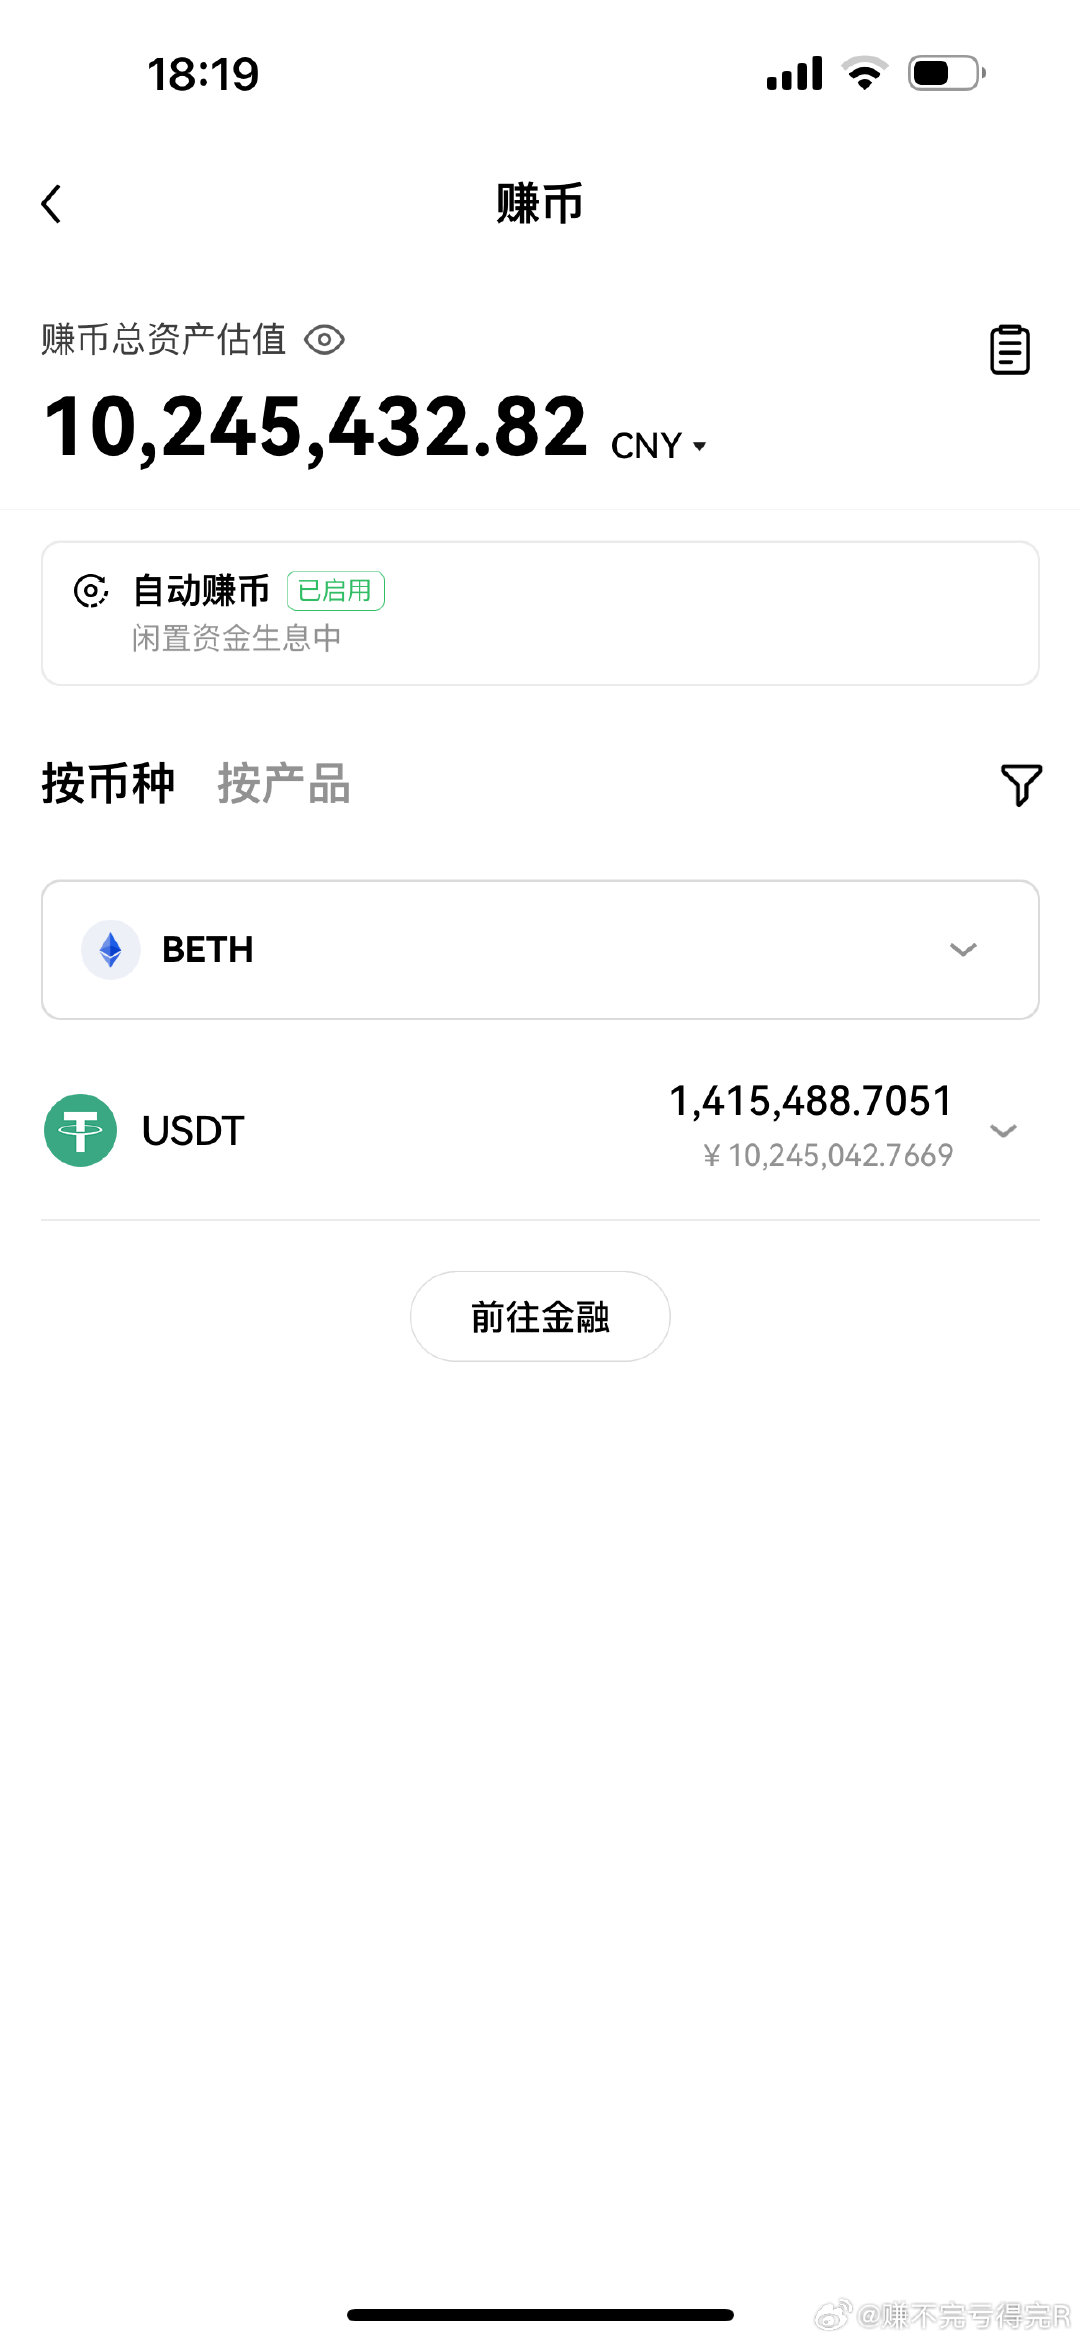 18:19
赚币
赚币总资产估值
10,245,432.82 CNY
自动赚币 已启用
闲置资金生息中
按币种 按产品
BETH
USDT
1,415,488.7051
¥ 10,245,042.7669
前往金融
@赚不完亏得完R